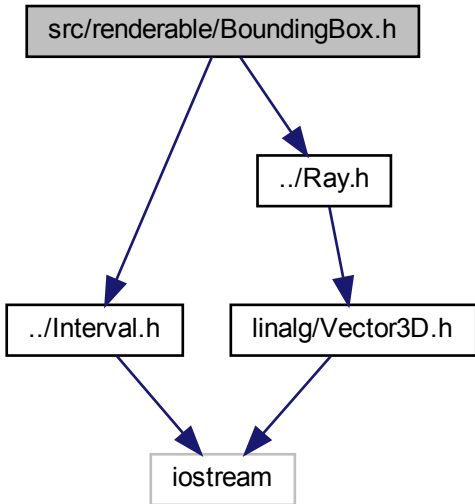 src/renderable/BoundingBox.h
../Ray.h
../Interval.h
linalg/Vector3D.h
iostream